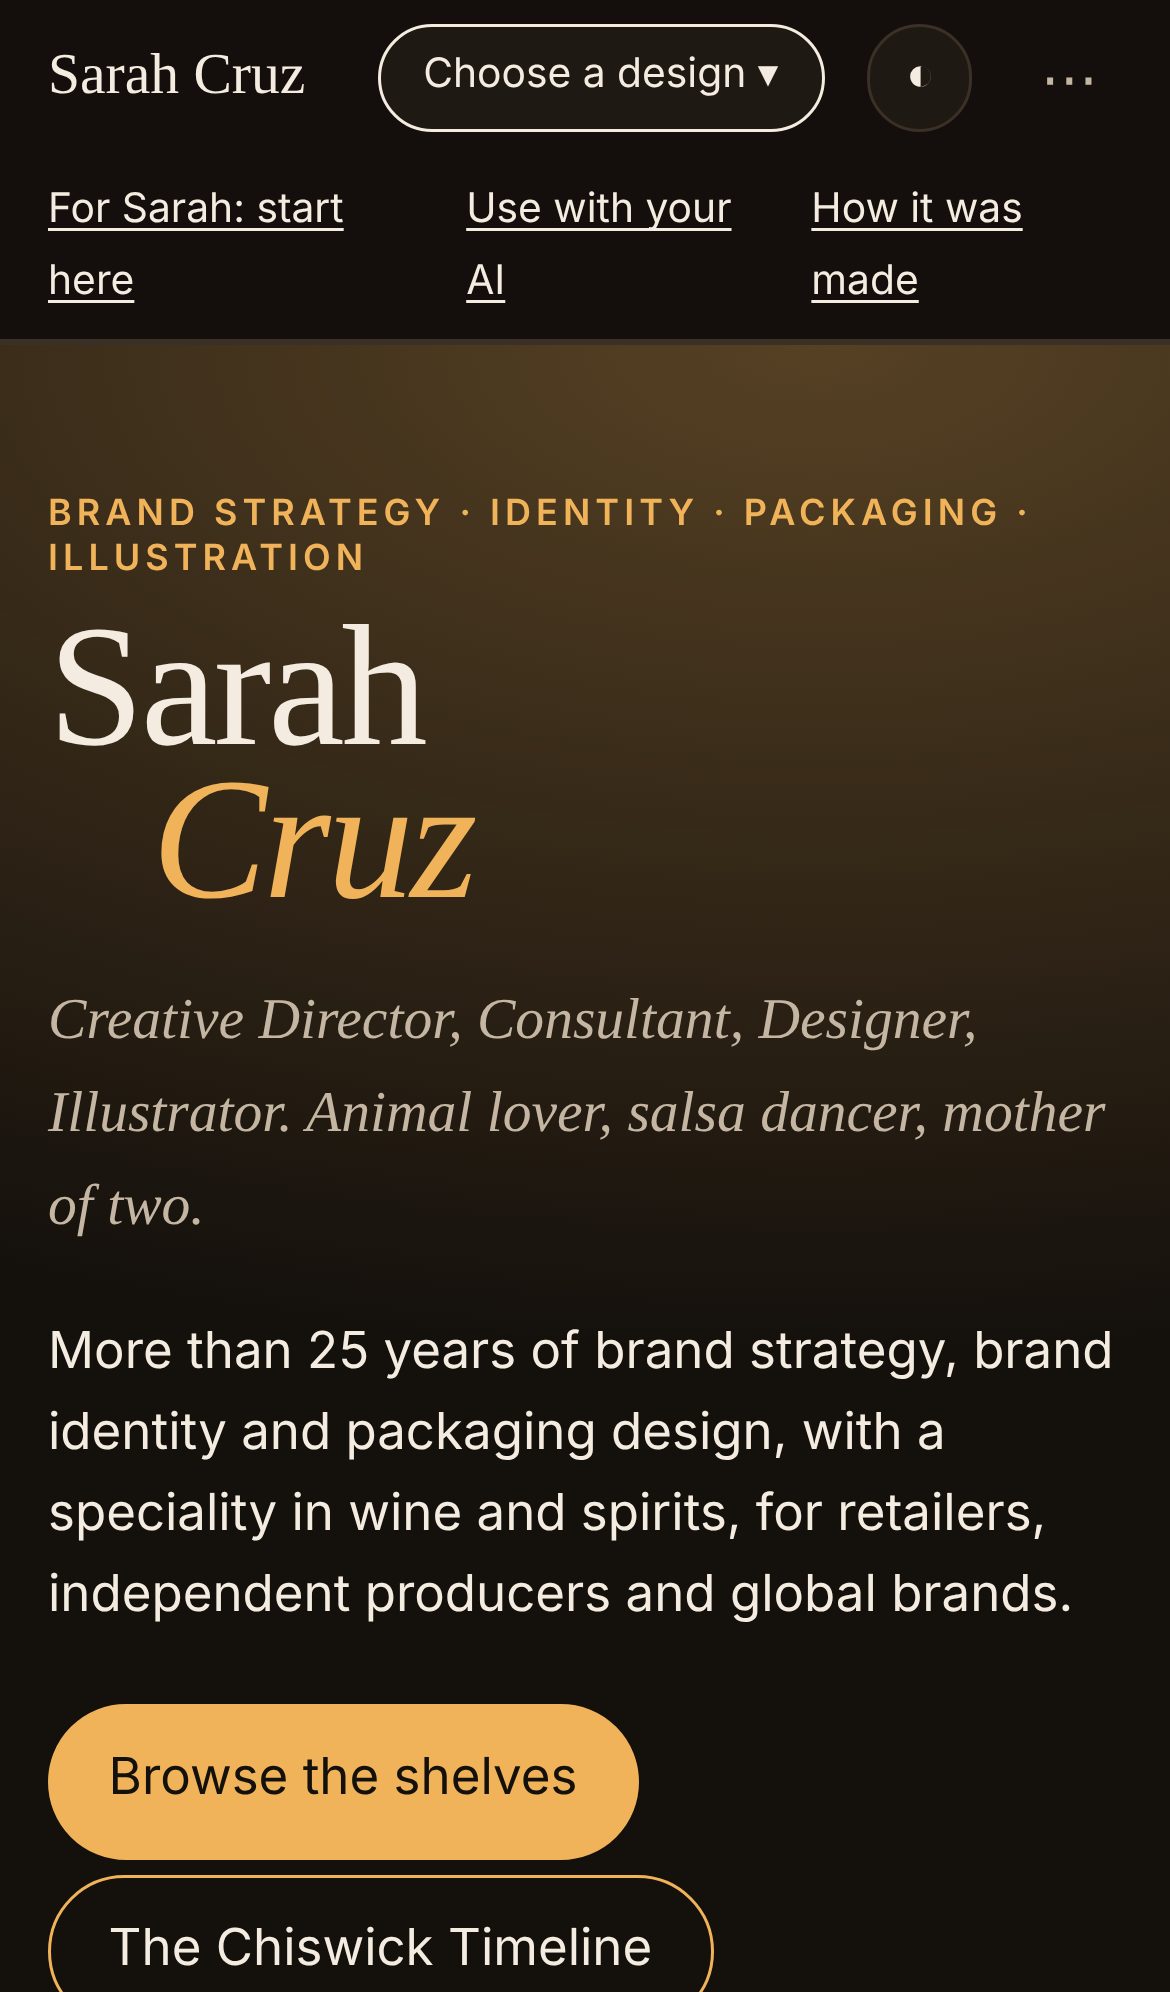 Sarah Cruz
Choose a design ▾
...
For Sarah: start
here
Use with your
AI
How it was
made
BRAND STRATEGY · IDENTITY · PACKAGING ·
ILLUSTRATION
Sarah
Cruz
Creative Director, Consultant, Designer,
Illustrator. Animal lover, salsa dancer, mother
of two.
More than 25 years of brand strategy, brand
identity and packaging design, with a
speciality in wine and spirits, for retailers,
independent producers and global brands.
Browse the shelves
The Chiswick Timeline